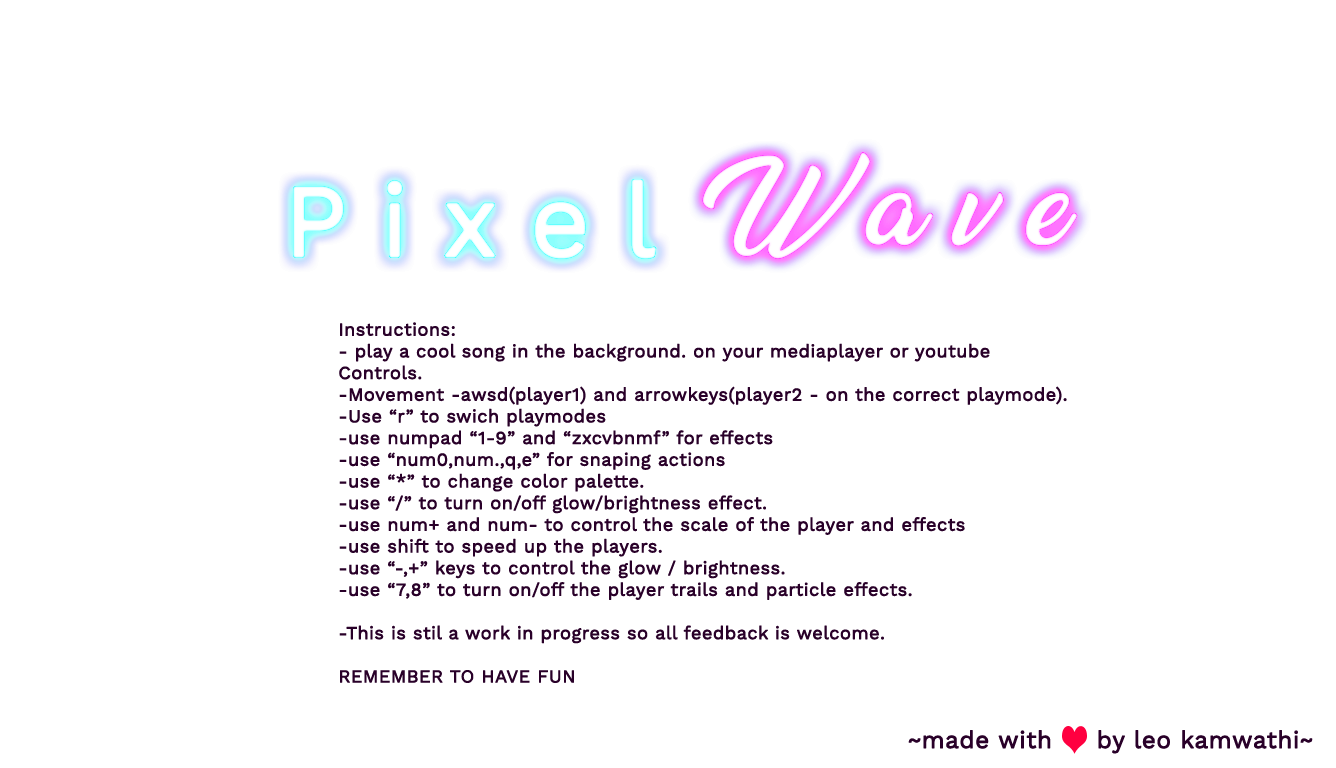 Pixel Wave
Instructions:
- play a cool song in the background. on your mediaplayer or youtube
Controls.
-Movement -awsd(player1) and arrowkeys(player2 - on the correct playmode).
-Use “r” to swich playmodes
-use numpad “1-9” and “zxcvbnmf” for effects
-use “num0,num.,q,e” for snaping actions
-use “*” to change color palette.
-use “/” to turn on/off glow/brightness effect.
-use num+ and num- to control the scale of the player and effects
-use shift to speed up the players.
-use “-,+” keys to control the glow / brightness.
-use “7,8” to turn on/off the player trails and particle effects.
-This is stil a work in progress so all feedback is welcome.
REMEMBER TO HAVE FUN
~made with ♥ by leo kamwathi~